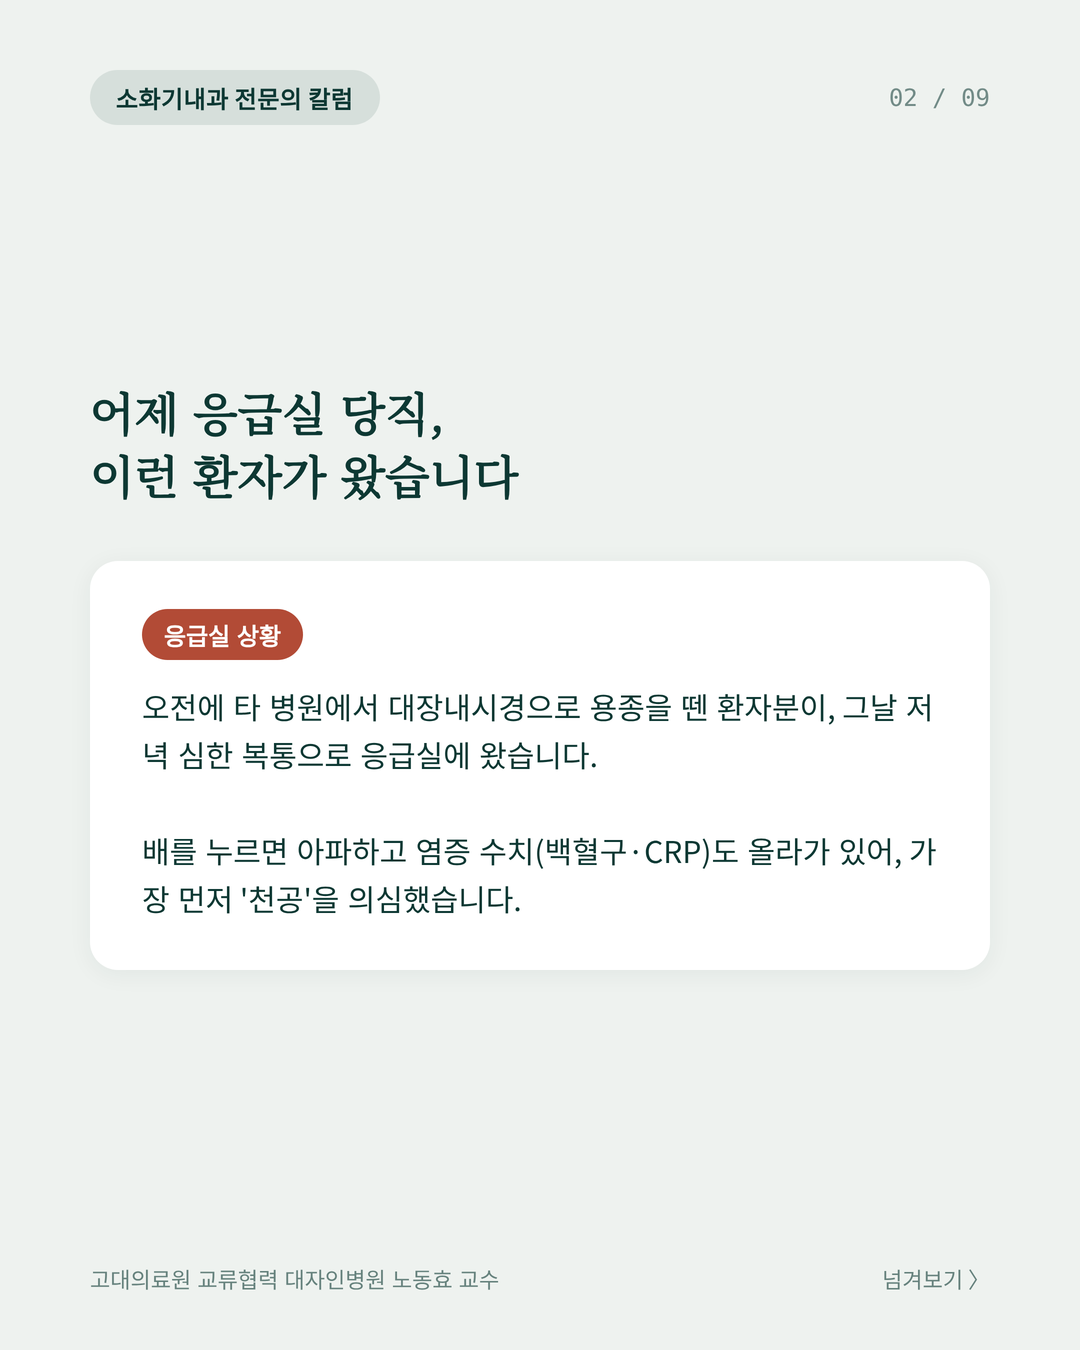 소화기내과 전문의 칼럼
02 / 09
어제 응급실 당직,
이런 환자가 왔습니다
응급실 상황
오전에 타 병원에서 대장내시경으로 용종을 뗀 환자분이, 그날 저
녁 심한 복통으로 응급실에 왔습니다.
배를 누르면 아파하고 염증 수치(백혈구·CRP)도 올라가 있어, 가
장 먼저 '천공'을 의심했습니다.
고대의료원 교류협력 대자인병원 노동효 교수
넘겨보기 〉